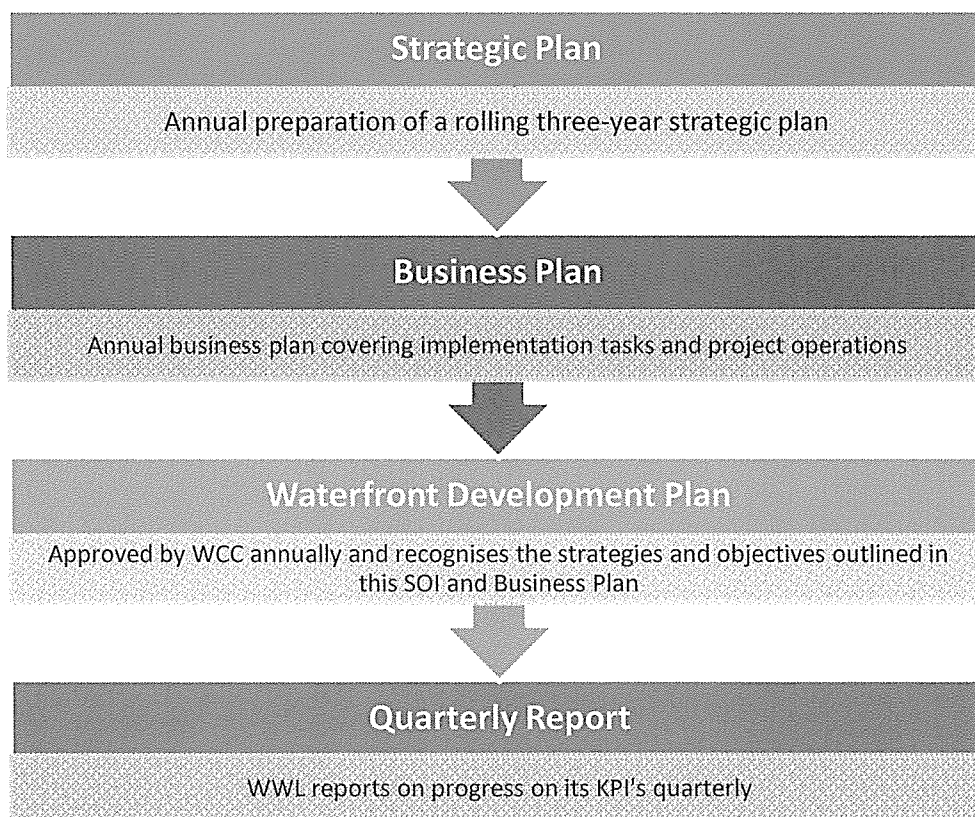 Strategic Plan
Annual preparation of a rolling three-year strategic plan
Business Plan
Annual business plan covering implementation tasks and project operations
Waterfront Development Plan
Approved by WCC annually and recognises the strategies and objectives outlined in
this SOI and Business Plan
Quarterly Report
WWL reports on progress on its KPI's quarterly